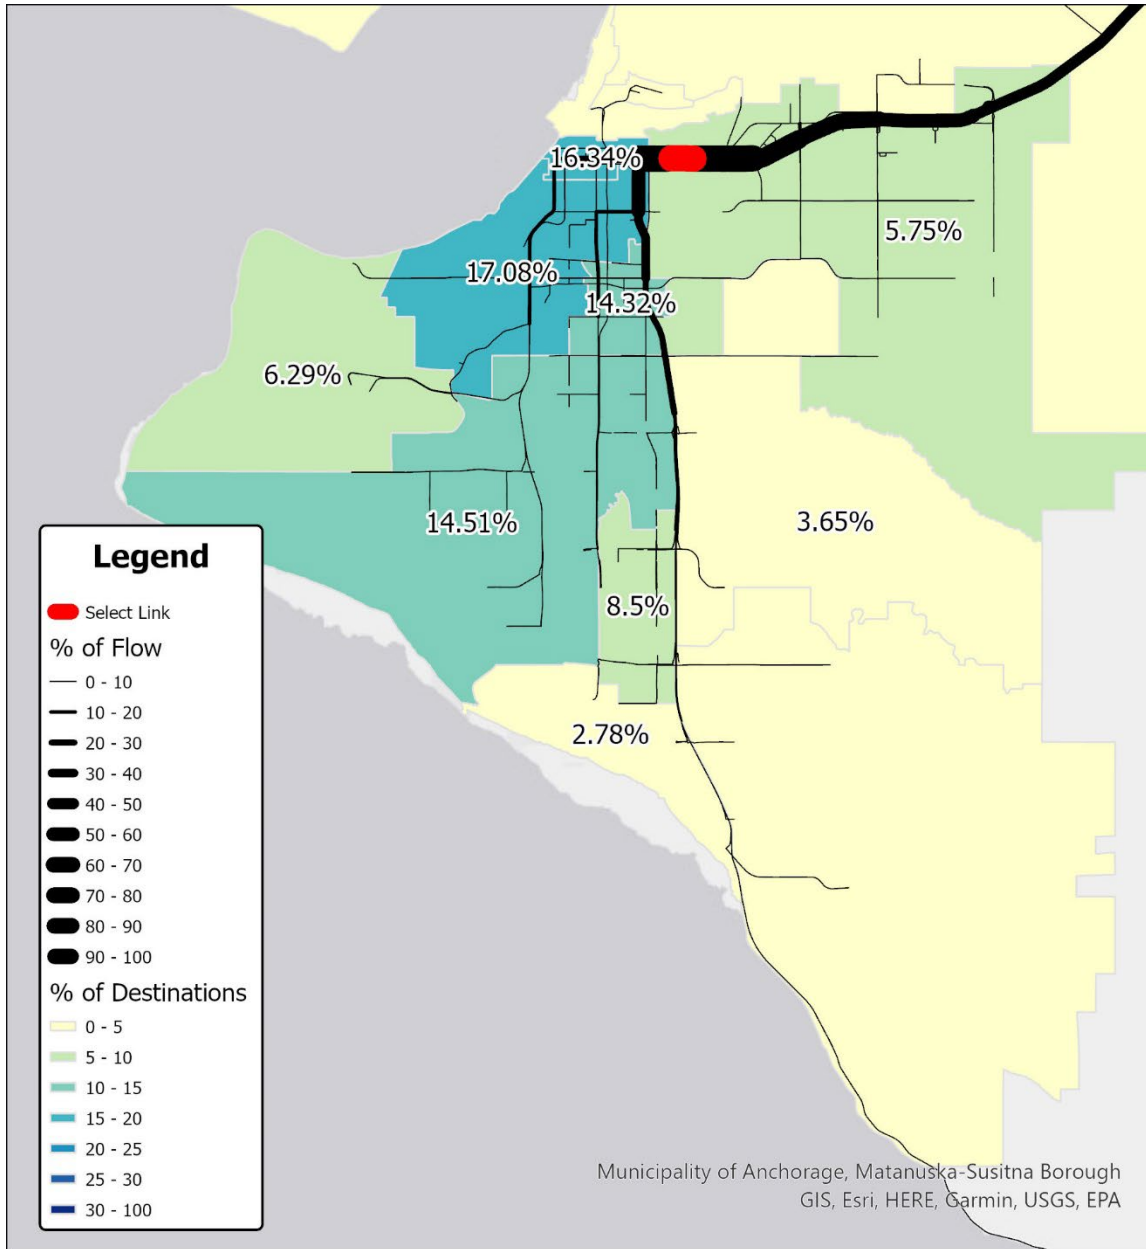 16.34%
5.75%
17.08%
14.32%
6.29%
14.51%
3.65%
8.5%
2.78%
Legend
Select Link
% of Flow
0 - 10
10 - 20
20 - 30
30 - 40
40 - 50
50 - 60
60 - 70
70 - 80
80 - 90
90 - 100
% of Destinations
0 - 5
5 - 10
10 - 15
15 - 20
20 - 25
25 - 30
30 - 100
Municipality of Anchorage, Matanuska-Susitna Borough
GIS, Esri, HERE, Garmin, USGS, EPA